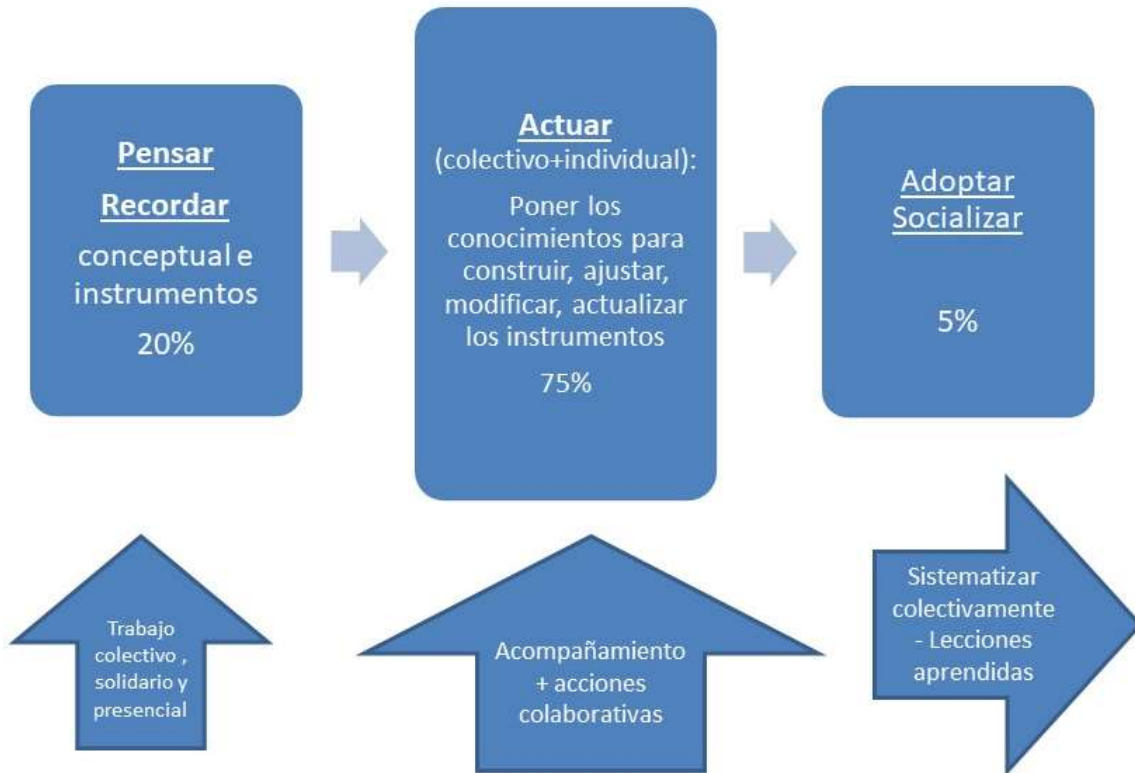 Pensar
Recordar
conceptual e
instrumentos
20%
Actuar
(colectivo+individual):
Poner los
conocimientos para
construir, ajustar,
modificar, actualizar
los instrumentos
75%
Adoptar
Socializar
5%
Trabajo
colectivo ,
solidario y
presencial
Acompañamiento
+ acciones
colaborativas
Sistematizar
colectivamente
- Lecciones
aprendidas